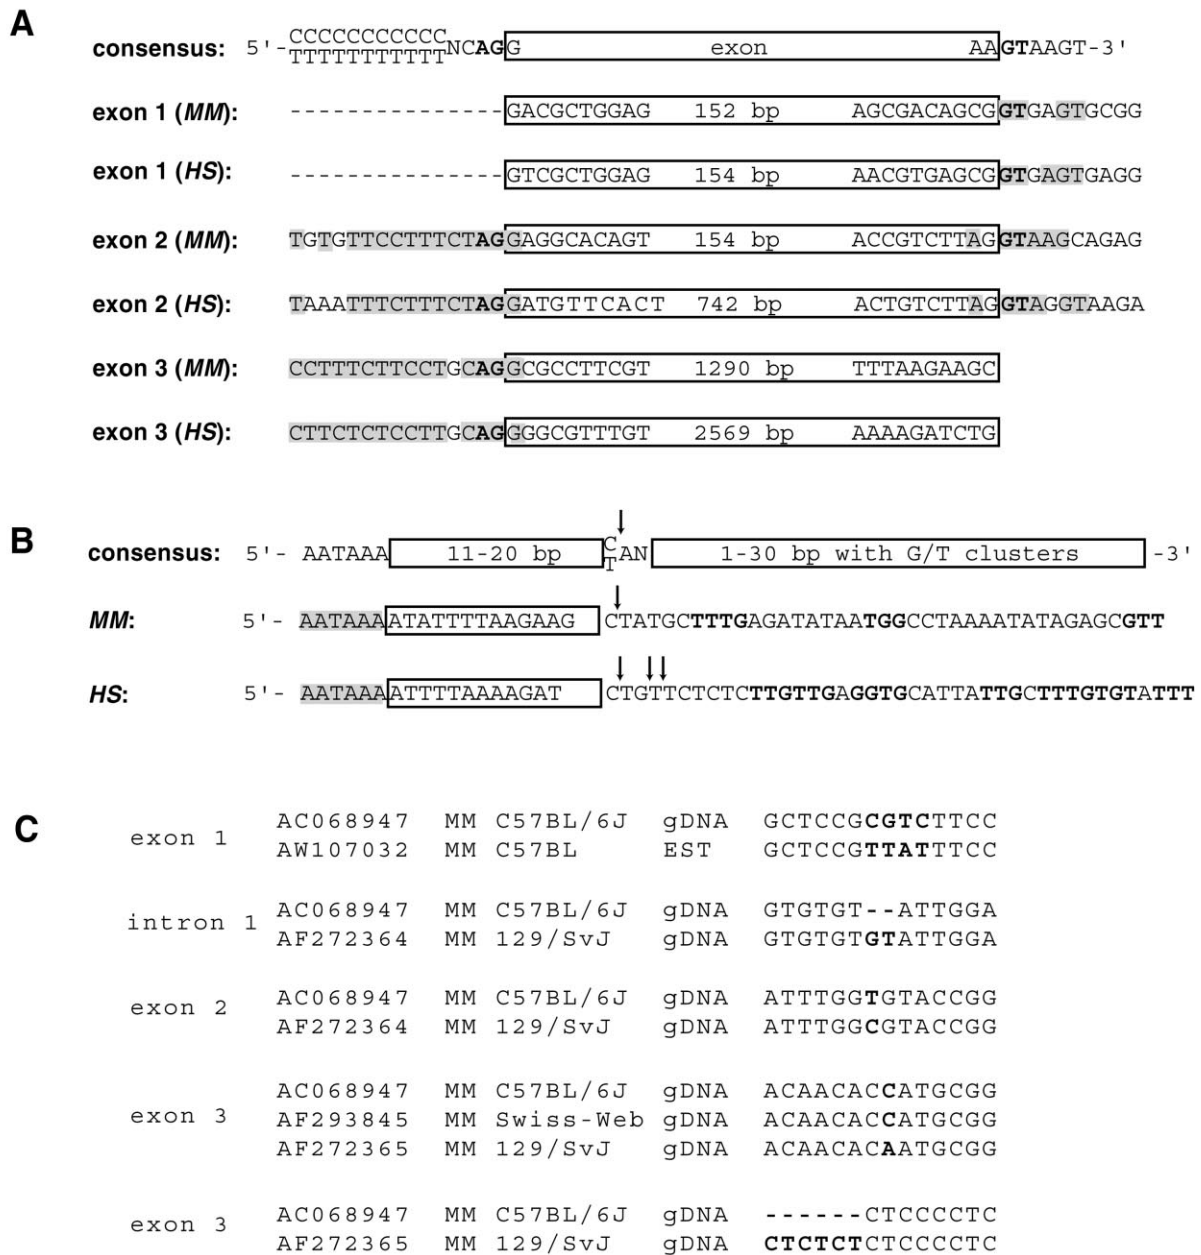 A
consensus: 5'-CCCCCCCCCCC
TTTTTTTTTTTNCAGG exon AAGTAAGT-3'
exon 1 (MM): ---------------GACGCTGGAG 152 bp AGCGACAGCGGTGAGTGCGG
exon 1 (HS): ---------------GTCGCTGGAG 154 bp AACGTGAGCGGTGAGTGAGG
exon 2 (MM): TGTGTTCCTTTCTAGGAGGCACAGT 154 bp ACCGTCTTAGGTAAGCAGAG
exon 2 (HS): TAAATTTCTTTCTAGGATGTTCACT 742 bp ACTGTCTTAGGTAGGTAAGA
exon 3 (MM): CCTTTCTTCCTGCAGGCGCCTTCGT 1290 bp TTTAAGAAGC
exon 3 (HS): CTTCTCTCCTTGCAGGGGCGTTTGT 2569 bp AAAAGATCTG
B
consensus: 5'- AATAAA 11-20 bp C
TAN 1-30 bp with G/T clusters -3'
MM: 5'- AATAAAATATTTTAAGAAG CTATGCTTTGAGATATAATGGCCTAAAATATAGAGCGTT
HS: 5'- AATAAAATTTTAAAAGAT CTGTTCTCTCTTGTTGAGGTGCATTATTGCTTTGTGTATTT
C
exon 1 AC068947 MM C57BL/6J gDNA GCTCCGCGTCTTCC
AW107032 MM C57BL EST GCTCCGTTATTTCC
intron 1 AC068947 MM C57BL/6J gDNA GTGTGT--ATTGGA
AF272364 MM 129/SvJ gDNA GTGTGTGTATTGGA
exon 2 AC068947 MM C57BL/6J gDNA ATTTGGTGTACCGG
AF272364 MM 129/SvJ gDNA ATTTGGCGTACCGG
exon 3 AC068947 MM C57BL/6J gDNA ACAACACCATGCGG
AF293845 MM Swiss-Web gDNA ACAACACCATGCGG
AF272365 MM 129/SvJ gDNA ACAACACAATGCGG
exon 3 AC068947 MM C57BL/6J gDNA ------CTCCCCTC
AF272365 MM 129/SvJ gDNA CTCTCTCTCCCCTC